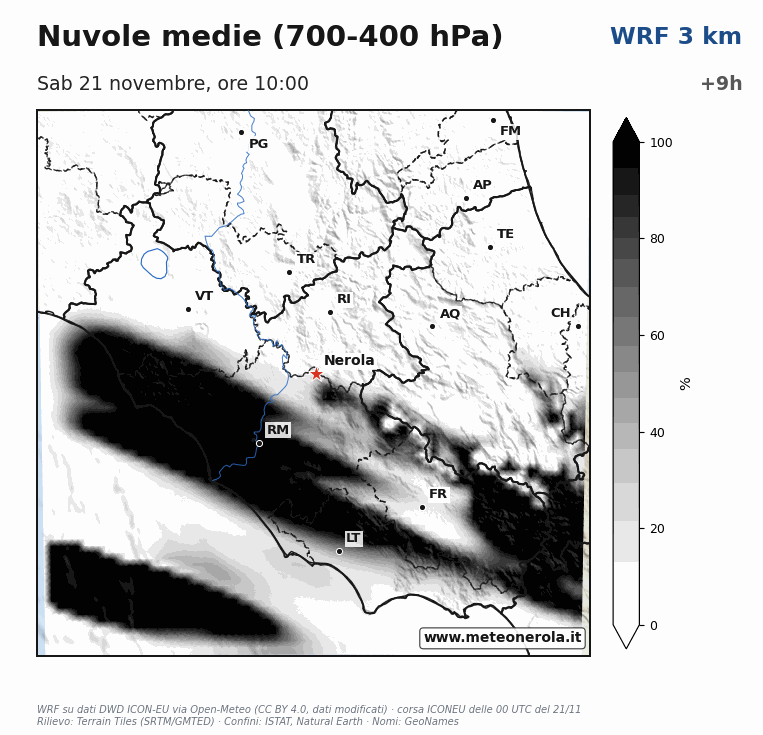 Nuvole medie (700-400 hPa)
WRF 3 km
Sab 21 novembre, ore 10:00
+9h
FM
PG
AP
TE
TR
VT
RI
AQ
CH.
Nerola
RM
FR
LT
www.meteonerola.it
100
80
60
40
20
0
%
WRF su dati DWD ICON-EU via Open-Meteo (CC BY 4.0, dati modificati) · corsa ICONEU delle 00 UTC del 21/11
Rilievo: Terrain Tiles (SRTM/GMTED) · Confini: ISTAT, Natural Earth · Nomi: GeoNames